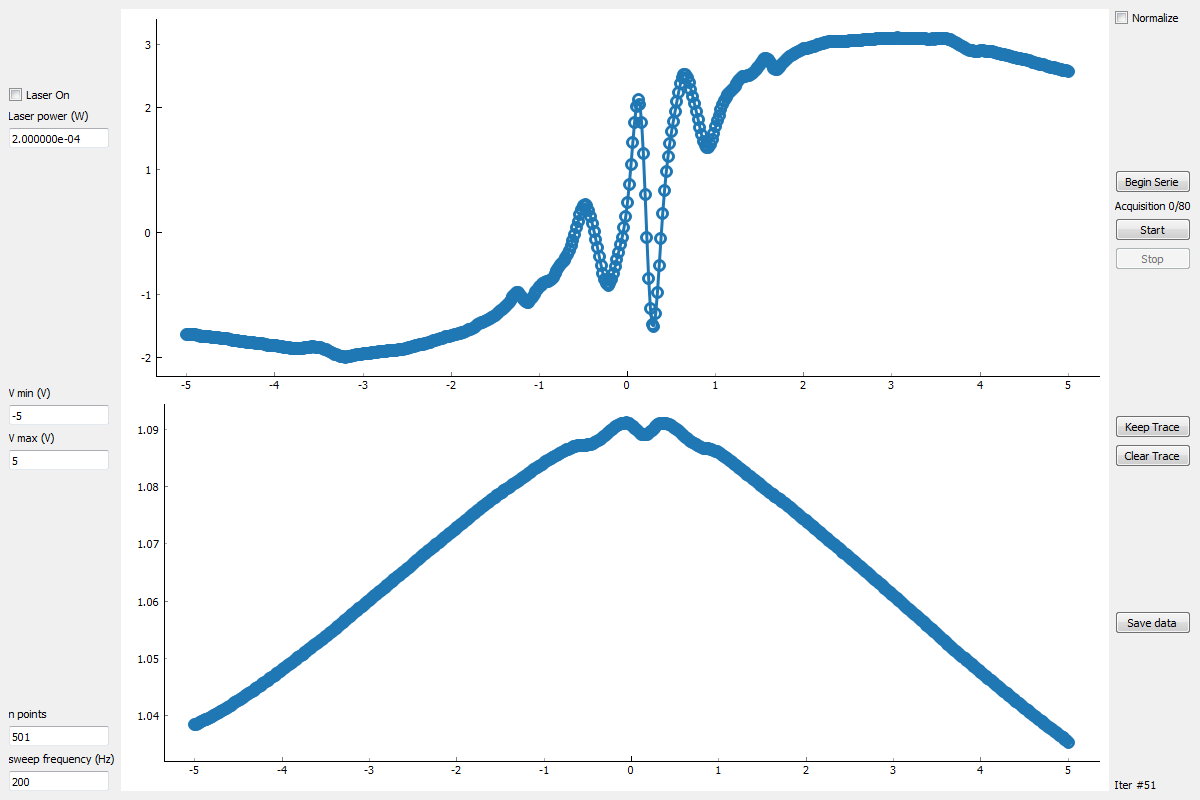 Normalize
Laser On
Laser power (W)
2.000000e-04
Begin Serie
Acquisition 0/80
Start
Stop
V min (V)
-5
V max (V)
5
Keep Trace
Clear Trace
Save data
n points
501
sweep frequency (Hz)
200
Iter #51
3
2
1
0
-1
-2
-5 -4 -3 -2 -1 0 1 2 3 4 5
1.09
1.08
1.07
1.06
1.05
1.04
-5 -4 -3 -2 -1 0 1 2 3 4 5